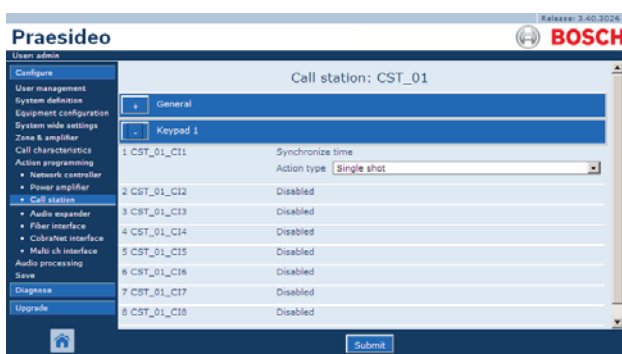 Release: 3.40.3026
Praesideo
BOSCH
User: admin
Configure
User management
System definition
Equipment configuration
System wide settings
Zone & amplifier
Call characteristics
Action programming
• Network controller
• Power amplifier
• Call station
• Audio expander
• Fiber interface
• CobraNet interface
• Multi ch interface
Audio processing
Save
Diagnose
Upgrade
Call station: CST_01
+ General
- Keypad 1
1 CST_01_CI1 Synchronize time
Action type Single shot
2 CST_01_CI2 Disabled
3 CST_01_CI3 Disabled
4 CST_01_CI4 Disabled
5 CST_01_CI5 Disabled
6 CST_01_CI6 Disabled
7 CST_01_CI7 Disabled
8 CST_01_CI8 Disabled
Submit